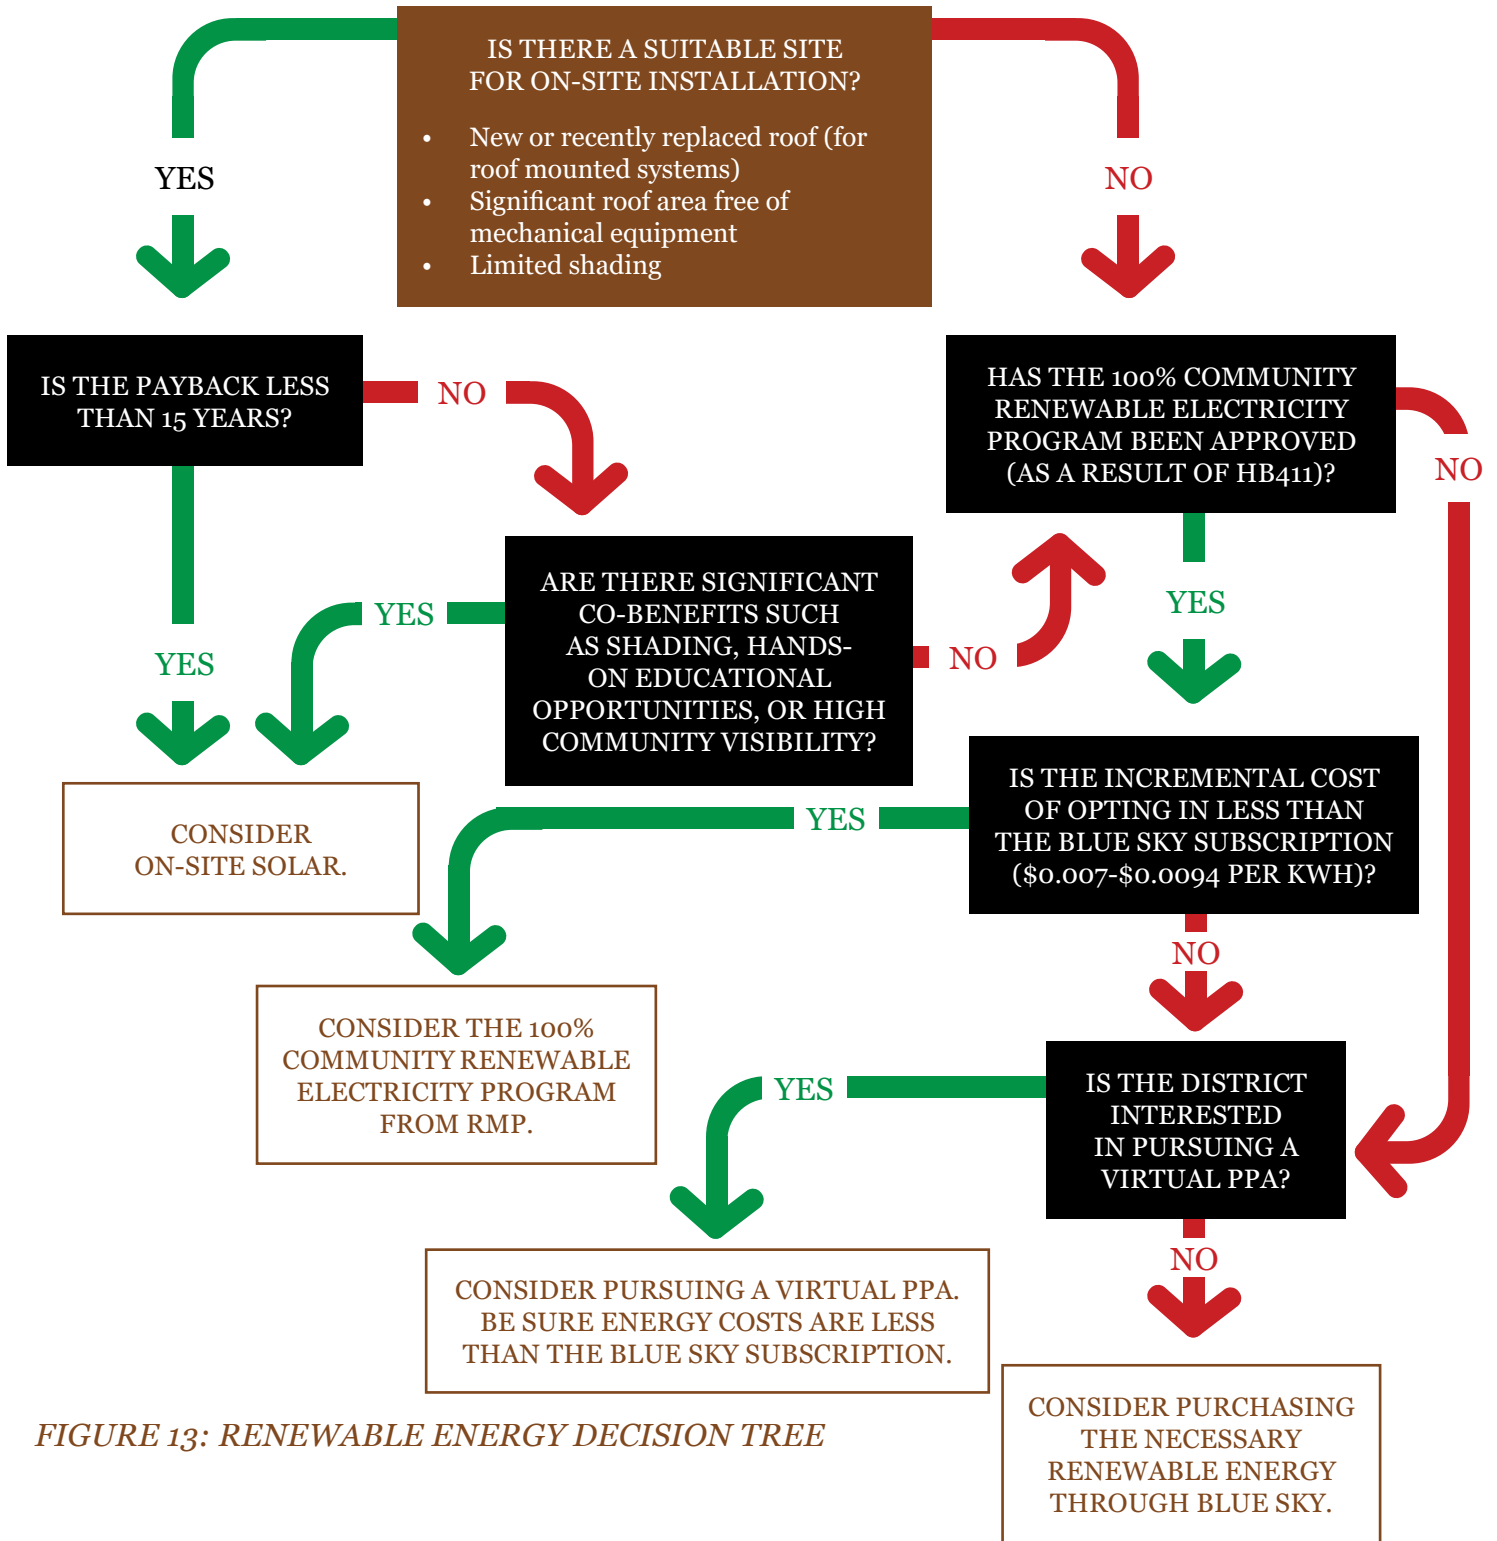 IS THERE A SUITABLE SITE
FOR ON-SITE INSTALLATION?
• New or recently replaced roof (for
roof mounted systems)
• Significant roof area free of
mechanical equipment
• Limited shading
YES
NO
IS THE PAYBACK LESS
THAN 15 YEARS?
NO
HAS THE 100% COMMUNITY
RENEWABLE ELECTRICITY
PROGRAM BEEN APPROVED
(AS A RESULT OF HB411)?
NO
YES
ARE THERE SIGNIFICANT
CO-BENEFITS SUCH
AS SHADING, HANDS-
ON EDUCATIONAL
OPPORTUNITIES, OR HIGH
COMMUNITY VISIBILITY?
YES
NO
YES
CONSIDER
ON-SITE SOLAR.
IS THE INCREMENTAL COST
OF OPTING IN LESS THAN
THE BLUE SKY SUBSCRIPTION
($0.007-$0.0094 PER KWH)?
YES
NO
CONSIDER THE 100%
COMMUNITY RENEWABLE
ELECTRICITY PROGRAM
FROM RMP.
IS THE DISTRICT
INTERESTED
IN PURSUING A
VIRTUAL PPA?
YES
NO
CONSIDER PURSUING A VIRTUAL PPA.
BE SURE ENERGY COSTS ARE LESS
THAN THE BLUE SKY SUBSCRIPTION.
CONSIDER PURCHASING
THE NECESSARY
RENEWABLE ENERGY
THROUGH BLUE SKY.
FIGURE 13: RENEWABLE ENERGY DECISION TREE